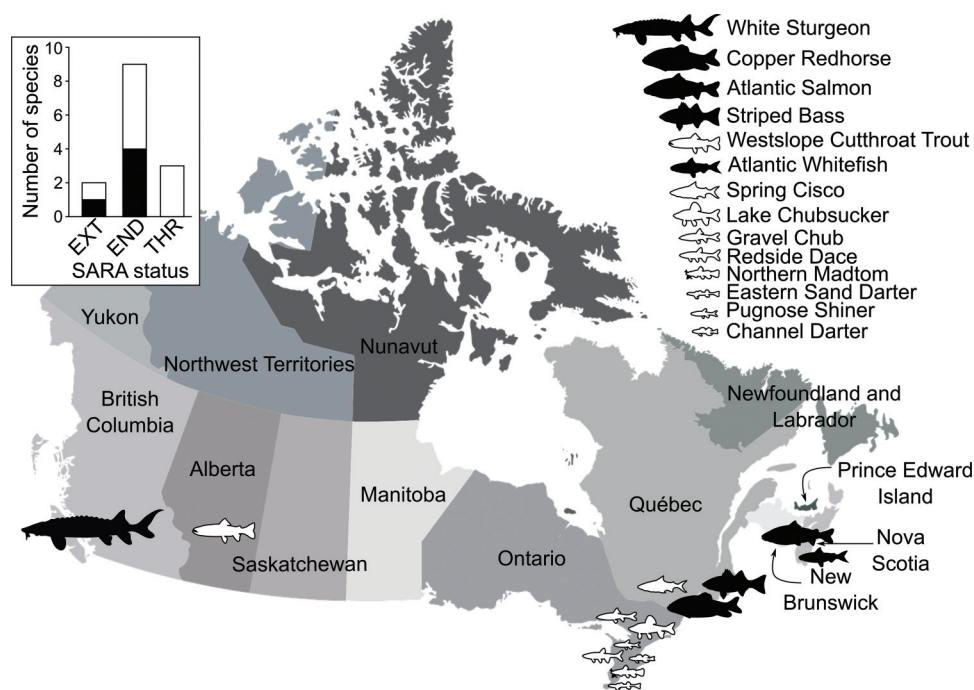 10
8
6
4
2
0
Number of species
EXT
END
THR
SARA status
White Sturgeon
Copper Redhorse
Atlantic Salmon
Striped Bass
Westslope Cutthroat Trout
Atlantic Whitefish
Spring Cisco
Lake Chubsucker
Gravel Chub
Redside Dace
Northern Madtom
Eastern Sand Darter
Pugnose Shiner
Channel Darter
Yukon
Northwest Territories
Nunavut
British
Columbia
Alberta
Saskatchewan
Manitoba
Ontario
Québec
Newfoundland and
Labrador
Prince Edward
Island
Nova
Scotia
New
Brunswick